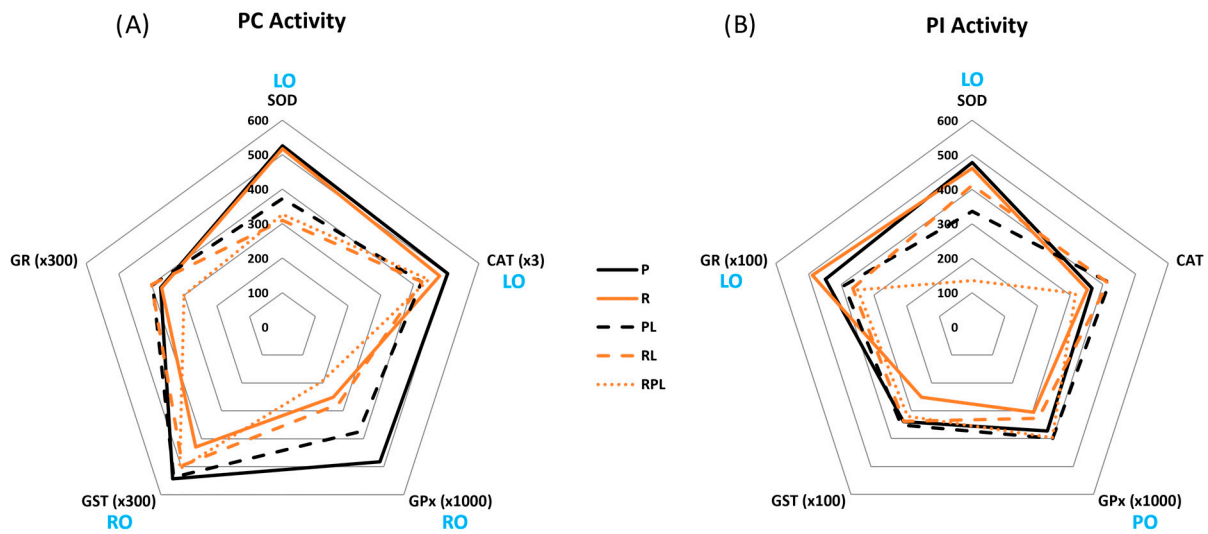 (A)
PC Activity
LO
SOD
600
500
400
300
200
100
0
GR (x300)
CAT (x3)
LO
GST (x300)
RO
GPx (x1000)
RO
P
R
PL
RL
RPL
(B)
PI Activity
LO
SOD
600
500
400
300
200
100
0
GR (x100)
LO
CAT
GST (x100)
GPx (x1000)
PO